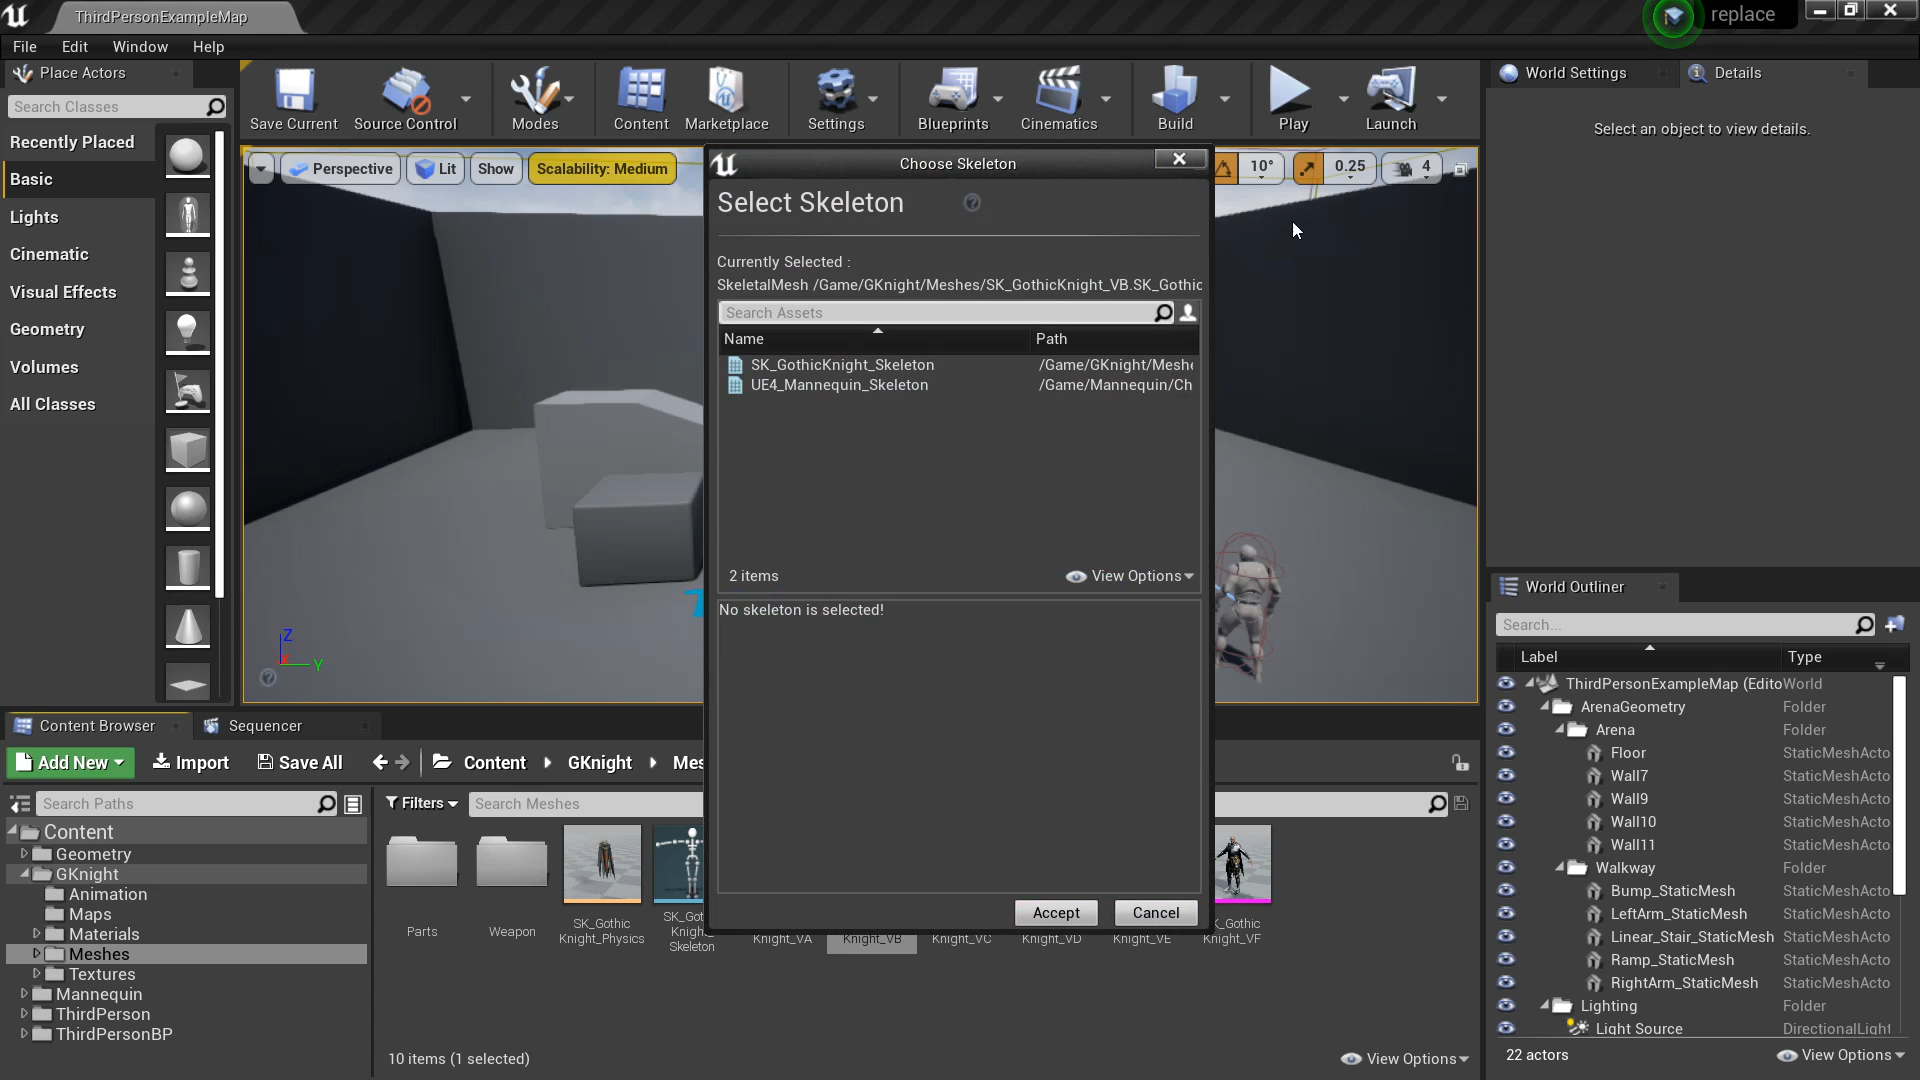 ThirdPersonExampleMap
replace
File Edit Window Help
Place Actors
Search Classes
Recently Placed
Basic
Lights
Cinematic
Visual Effects
Geometry
Volumes
All Classes
Save Current
Source Control
Modes
Content
Marketplace
Settings
Blueprints
Cinematics
Build
Play
Launch
Perspective
Lit
Show
Scalability: Medium
10°
0.25
4
Z
X
Y
Choose Skeleton
Select Skeleton
Currently Selected :
SkeletalMesh /Game/GKnight/Meshes/SK_GothicKnight_VB.SK_Gothic
Search Assets
Name Path
SK_GothicKnight_Skeleton /Game/GKnight/Meshe
UE4_Mannequin_Skeleton /Game/Mannequin/Ch
2 items
View Options
No skeleton is selected!
Accept Cancel
World Settings
Details
Select an object to view details.
World Outliner
Search...
Label Type
ThirdPersonExampleMap (Edito World
ArenaGeometry Folder
Arena Folder
Floor StaticMeshActo
Wall7 StaticMeshActo
Wall9 StaticMeshActo
Wall10 StaticMeshActo
Wall11 StaticMeshActo
Walkway Folder
Bump_StaticMesh StaticMeshActo
LeftArm_StaticMesh StaticMeshActo
Linear_Stair_StaticMesh StaticMeshActo
Ramp_StaticMesh StaticMeshActo
RightArm_StaticMesh StaticMeshActo
Lighting Folder
Light Source DirectionalLight
22 actors
View Options
Content Browser
Sequencer
Add New
Import
Save All
Content
GKnight
Mes
Search Paths
Filters
Search Meshes
Content
Geometry
GKnight
Animation
Maps
Materials
Meshes
Textures
Mannequin
ThirdPerson
ThirdPersonBP
Parts
Weapon
SK_Gothic
Knight_Physics
SK_Got
Knight_
Skeleton
Knight_VA
Knight_VB
Knight_VC
Knight_VD
Knight_VE
K_Gothic
Knight_VF
10 items (1 selected)
View Options